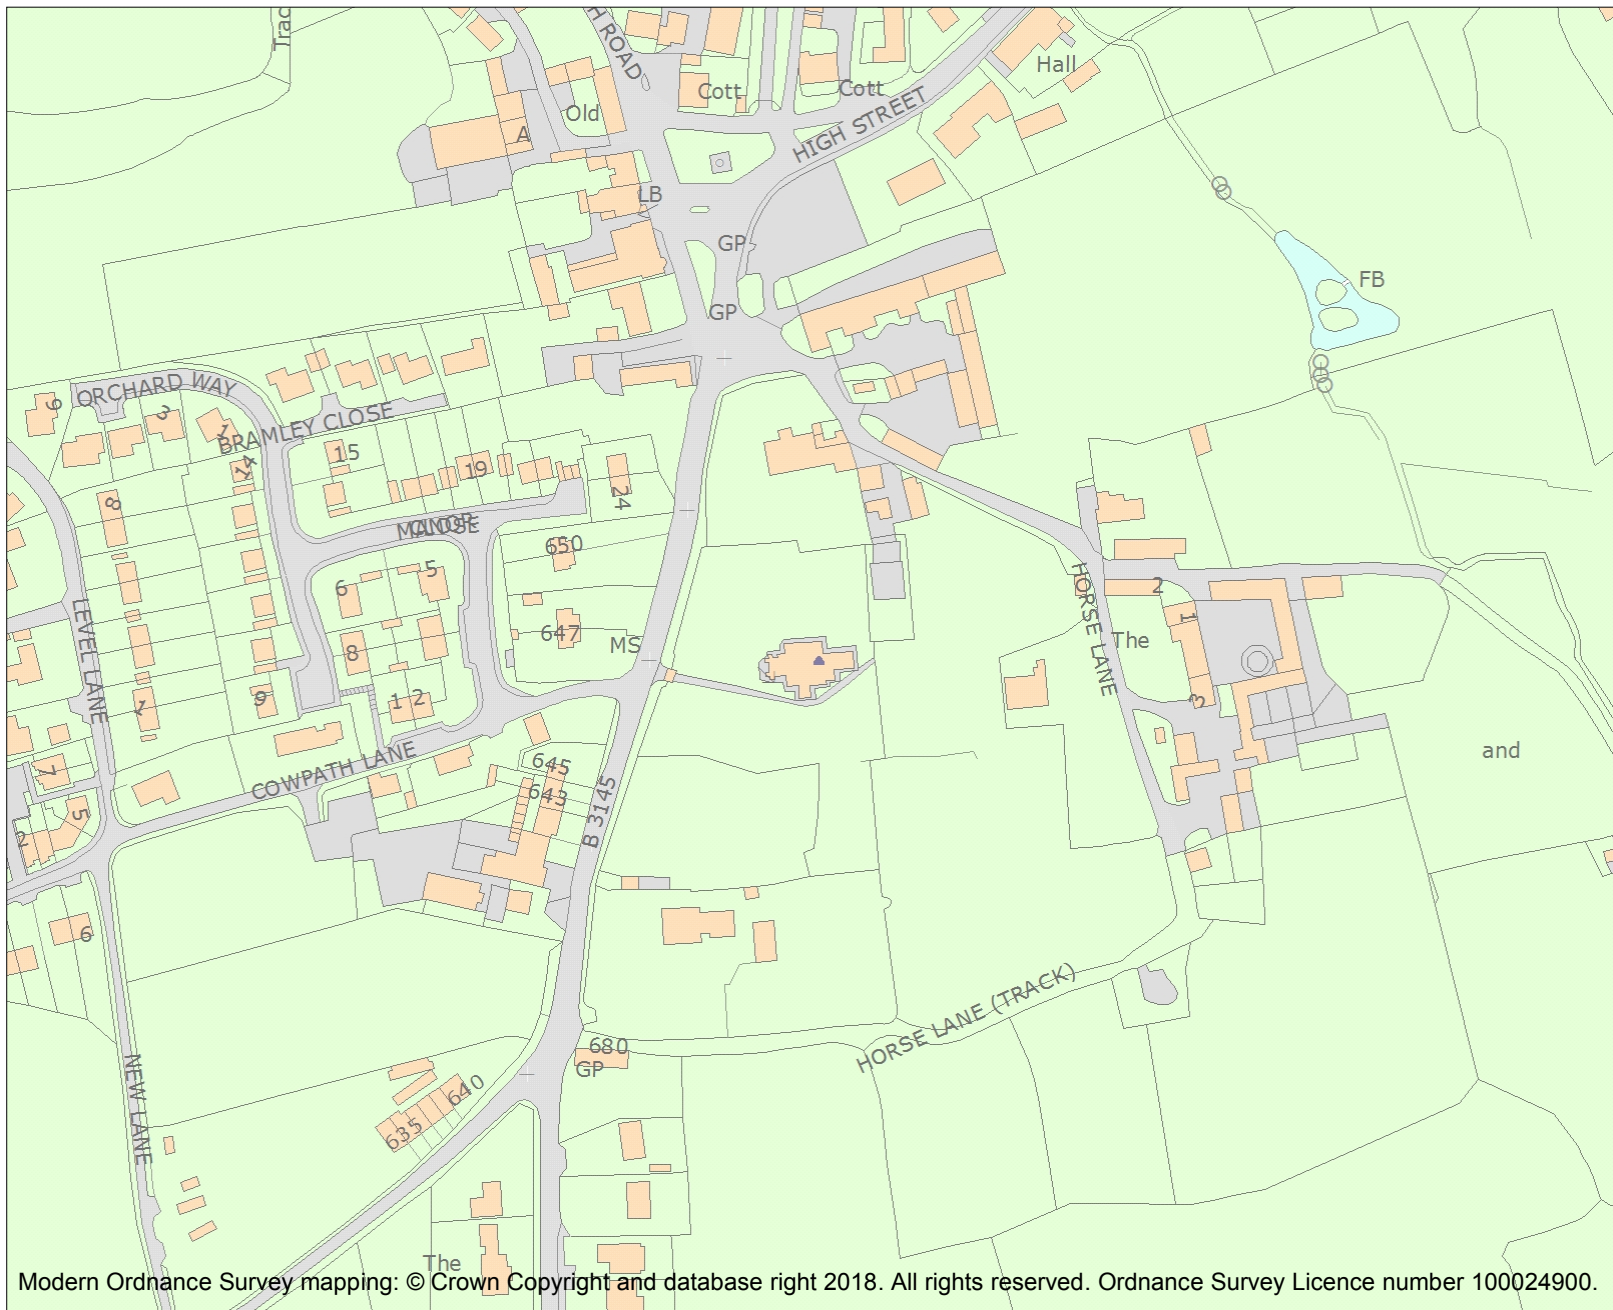 Trac
H ROAD
Hall
Cott
Cott
Old
A
HIGH STREET
LB
GP
FB
GP
ORCHARD WAY
9
3
1
BRAMLEY CLOSE
14
15
19
24
8
MANOR
CLOSE
650
5
6
LEVEL LANE
647
MS
8
HORSE LANE
2
1
The
3
9
1 2
1
and
COWPATH LANE
645
643
B 3145
7
5
2
6
HORSE LANE (TRACK)
680
GP
NEW LANE
640
635
The
Modern Ordnance Survey mapping: © Crown Copyright and database right 2018. All rights reserved. Ordnance Survey Licence number 100024900.